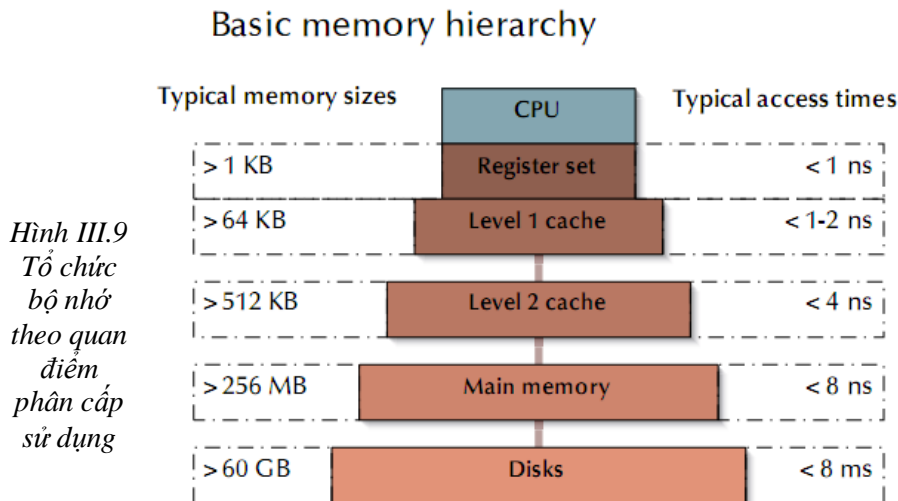 Basic memory hierarchy
Typical memory sizes
CPU
Typical access times
> 1 KB
Register set
< 1 ns
> 64 KB
Level 1 cache
< 1-2 ns
> 512 KB
Level 2 cache
< 4 ns
> 256 MB
Main memory
< 8 ns
> 60 GB
Disks
< 8 ms
Hình III.9
Tổ chức
bộ nhớ
theo quan
điểm
phân cấp
sử dụng